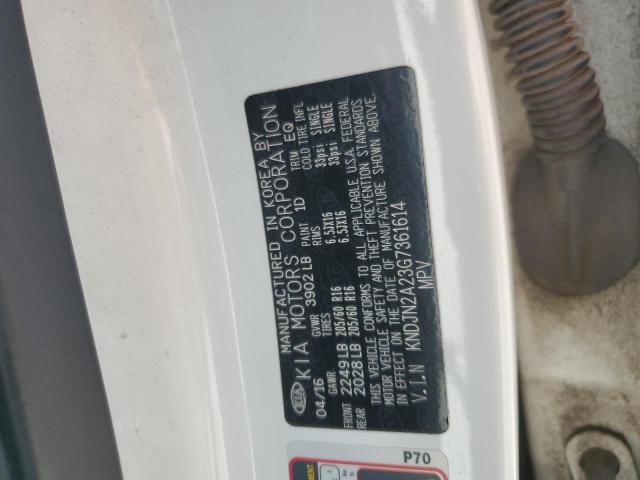 MANUFACTURED IN KOREA BY
KIA KIA MOTORS CORPORATION
04/16 GVWR 3902LB PAINT 1D TRIM EQ
GAWR TIRES RIMS COLD TIRE INFL
FRONT 2249LB 205/60 R16 6.5JX16 33psi SINGLE
REAR 2028LB 205/60 R16 6.5JX16 33psi SINGLE
THIS VEHICLE CONFORMS TO ALL APPLICABLE U.S.A. FEDERAL
MOTOR VEHICLE SAFETY AND THEFT PREVENTION STANDARDS
IN EFFECT ON THE DATE OF MANUFACTURE SHOWN ABOVE.
V.I.N KNDJN2A23G7361614
MPV
P70